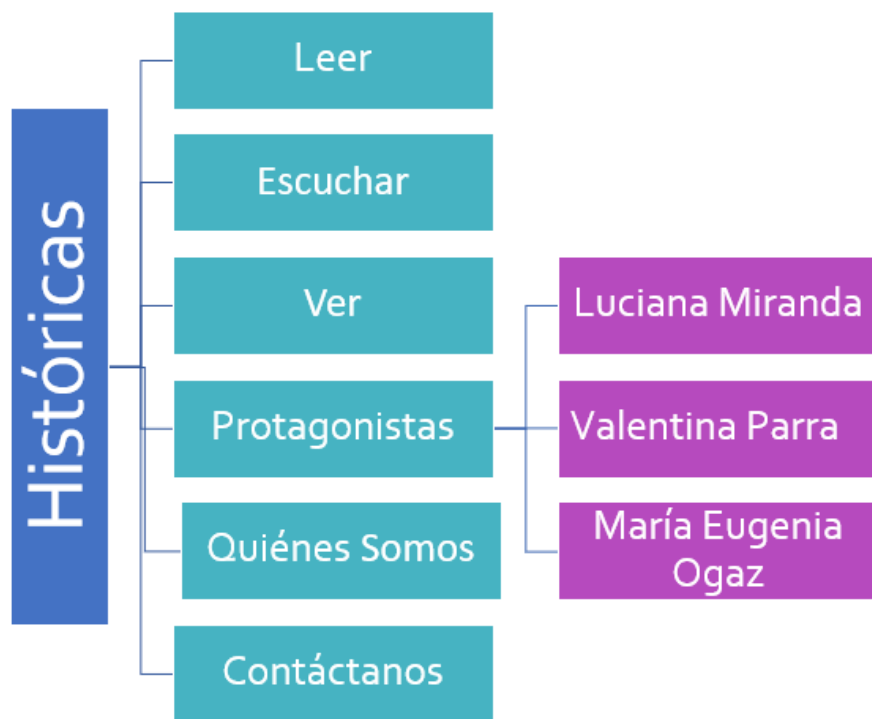 Históricas
Leer
Escuchar
Ver
Protagonistas
Quiénes Somos
Contáctanos
Luciana Miranda
Valentina Parra
María Eugenia
Ogaz